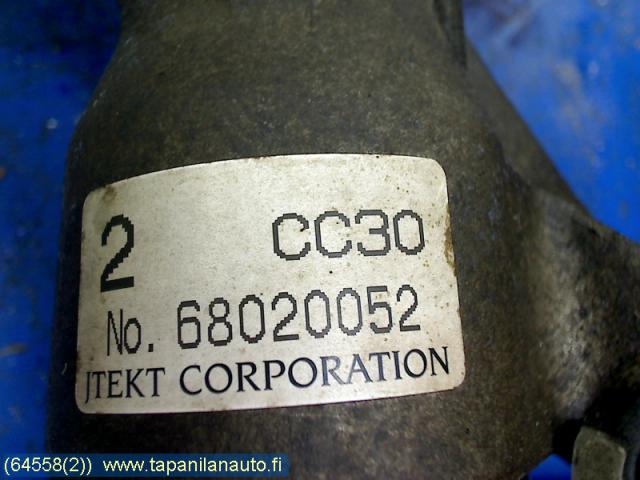 2 CC30
No. 68020052
JTEKT CORPORATION
(64558(2)) www.tapanilanauto.fi